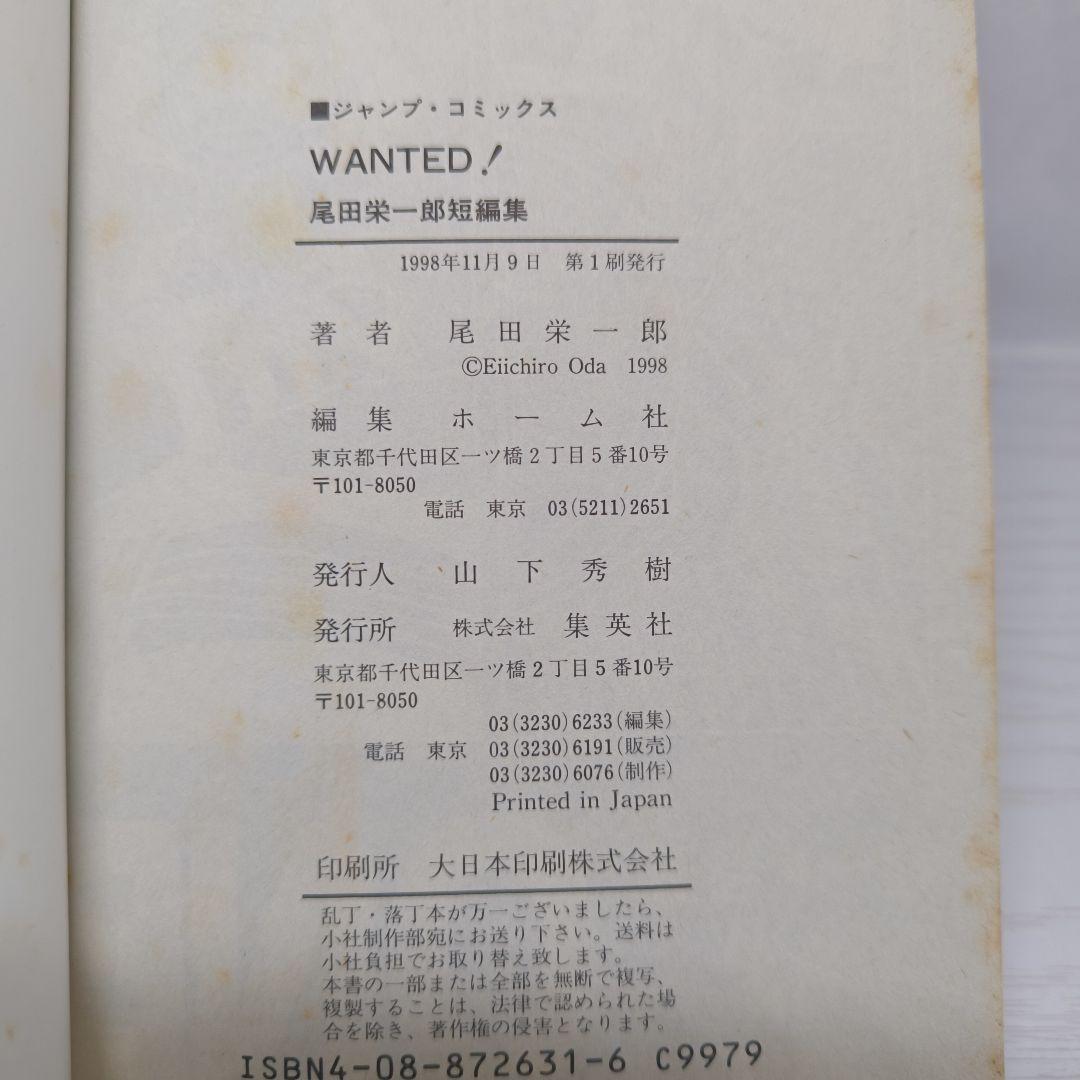 ■ジャンプ・コミックス
WANTED!
尾田栄一郎短編集
1998年11月9日 第1刷発行
著者 尾田栄一郎
©Eiichiro Oda 1998
編集 ホーム社
東京都千代田区一ツ橋2丁目5番10号
〒101-8050
電話 東京 03(5211)2651
発行人 山下秀樹
発行所 株式会社 集英社
東京都千代田区一ツ橋2丁目5番10号
〒101-8050
03(3230)6233(編集)
電話 東京 03(3230)6191(販売)
03(3230)6076(制作)
Printed in Japan
印刷所 大日本印刷株式会社
乱丁・落丁本が万一ございましたら、
小社制作部宛にお送り下さい。送料は
小社負担でお取り替え致します。
本書の一部または全部を無断で複写、
複製することは、法律で認められた場
合を除き、著作権の侵害となります。
ISBN4-08-872631-6 C9979